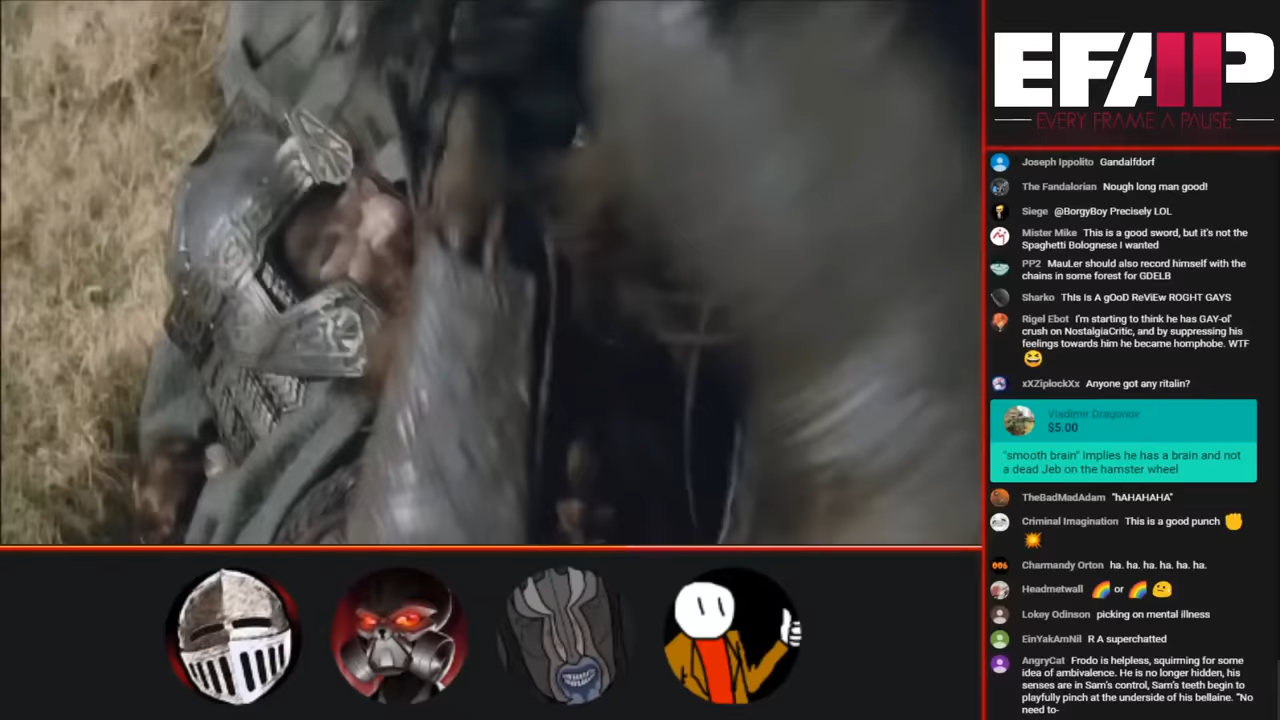 EFAP
EVERY FRAME A PAUSE
Joseph Ippolito Gandalfdorf
The Fandalorian Nough long man good!
Siege @BorgyBoy Precisely LOL
Mister Mike This is a good sword, but it's not the
Spaghetti Bolognese I wanted
PP2 MauLer should also record himself with the
chains in some forest for GDELB
Sharko ThIs is A gOoD ReViEw ROGHT GAYS
Rigel Ebot I'm starting to think he has GAY-ol'
crush on NostalgiaCritic, and by suppressing his
feelings towards him he became homphobe. WTF
😆
xXZiplockXx Anyone got any ritalin?
Vladimir Draganov
$5.00
"smooth brain" implies he has a brain and not
a dead Jeb on the hamster wheel
TheBadMadAdam "hAHAHAHA"
Criminal Imagination This is a good punch ✊
💥
Charmandy Orton ha. ha. ha. ha. ha. ha.
Headmetwall 🌈 or 🌈 🤔
Lokey Odinson picking on mental illness
EinYakAmNil R A superchatted
AngryCat Frodo is helpless, squirming for some
idea of ambivalence. He is no longer hidden, his
senses are in Sam's control, Sam's teeth begin to
playfully pinch at the underside of his bellaine. "No
need to-